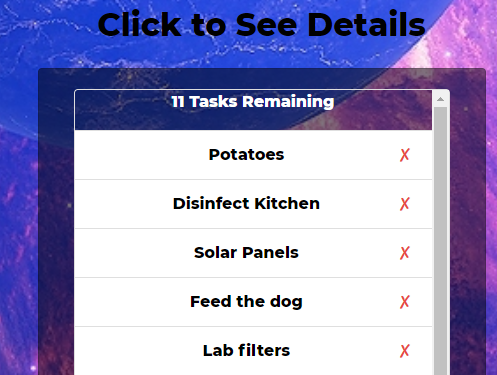 Click to See Details
11 Tasks Remaining
Potatoes ✗
Disinfect Kitchen ✗
Solar Panels ✗
Feed the dog ✗
Lab filters ✗